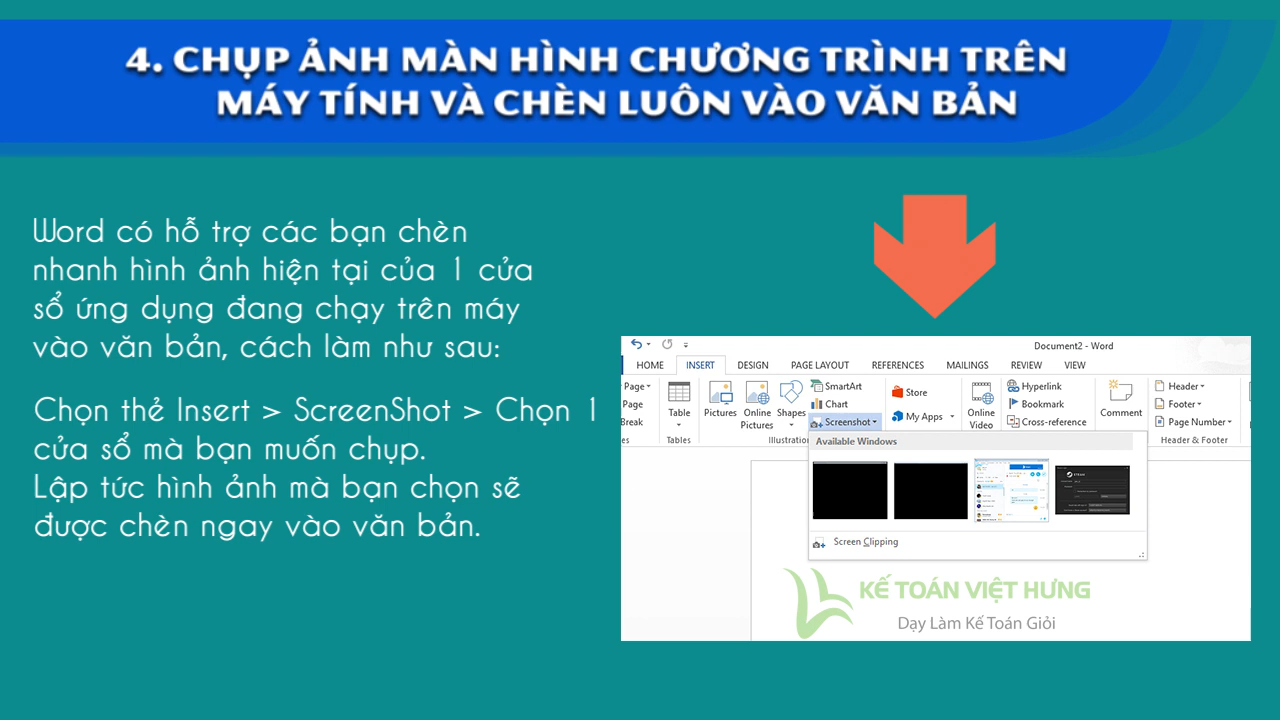 4. CHỤP ẢNH MÀN HÌNH CHƯƠNG TRÌNH TRÊN
MÁY TÍNH VÀ CHÈN LUÔN VÀO VĂN BẢN
Word có hỗ trợ các bạn chèn
nhanh hình ảnh hiện tại của 1 cửa
sổ ứng dụng đang chạy trên máy
vào văn bản, cách làm như sau:
Chọn thẻ Insert > ScreenShot > Chọn 1
cửa sổ mà bạn muốn chụp.
Lập tức hình ảnh mà bạn chọn sẽ
được chèn ngay vào văn bản.
Document2 - Word
HOME INSERT DESIGN PAGE LAYOUT REFERENCES MAILINGS REVIEW VIEW
Page
Page
Break
es
Table
Tables
Pictures
Online Pictures
Shapes
SmartArt
Chart
Screenshot
Illustration
Store
My Apps
Online Video
Hyperlink
Bookmark
Cross-reference
Comment
Header
Footer
Page Number
Header & Footer
Available Windows
Screen Clipping
KẾ TOÁN VIỆT HƯNG
Dạy Làm Kế Toán Giỏi